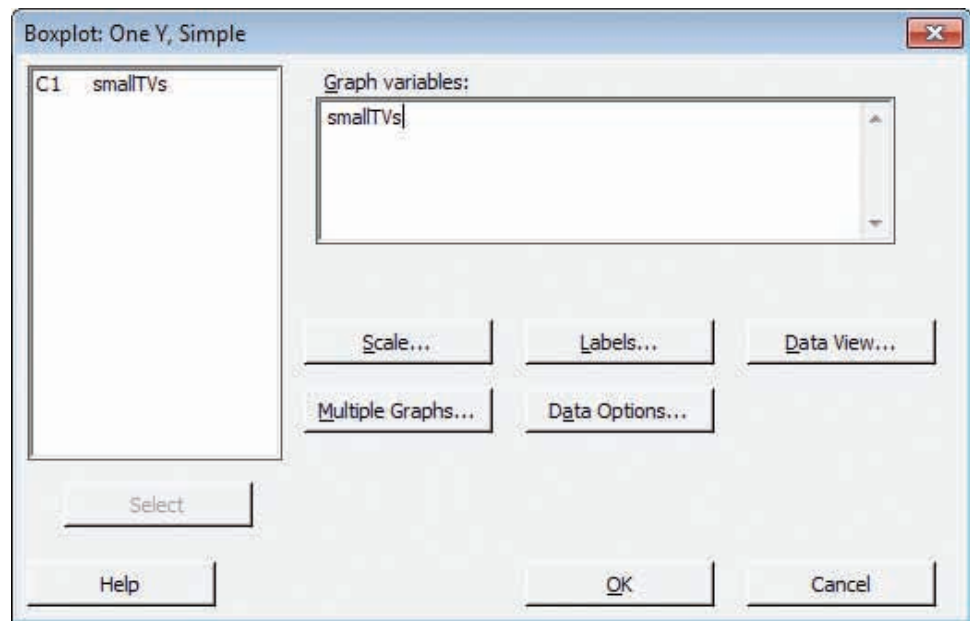 Boxplot: One Y, Simple
C1 smallTVs
Graph variables:
smallTVs
Scale...
Labels...
Data View...
Multiple Graphs...
Data Options...
Select
Help
OK
Cancel